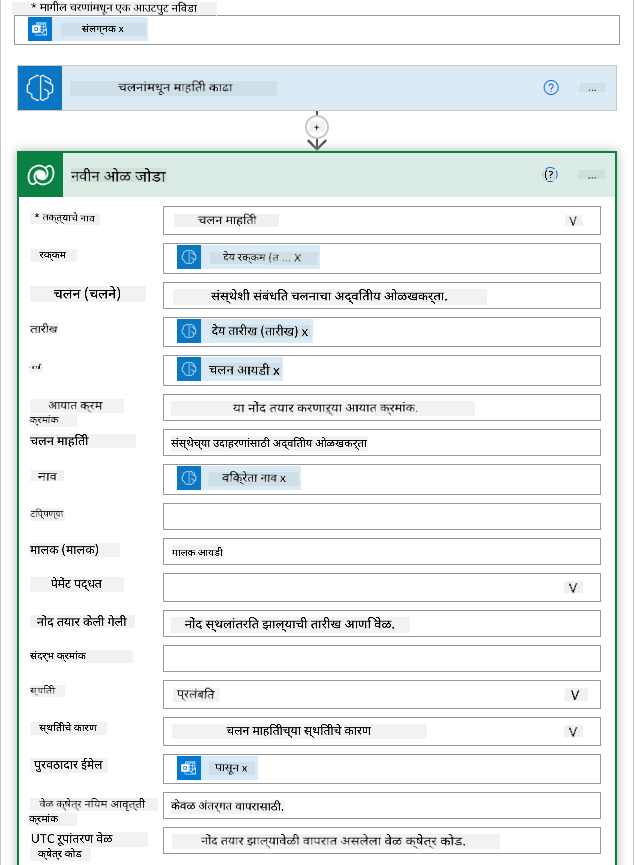 * मागील चरणांमधून एक आउटपुट नविडा
संलग्नक x
चलनांमधून माहिती काढा
?
...
+
नवीन ओळ जोडा
(?)
...
* तक्त्याचे नाव
चलन माहिती
V
रक्कम
देय रक्कम (त ... X
चलन (चलने)
संस्थेशी संबंधित चलनाचा अद्वितीय ओळखकर्ता.
तारीख
देय तारीख (तारीख) x
चलन आयडी x
आयात क्रम
क्रमांक
या नोंद तयार करणाऱ्या आयात क्रमांक.
चलन माहिती
संस्थेच्या उदाहरणांसाठी अद्वितीय ओळखकर्ता
नाव
विक्रेता नाव x
टिप्पण्या
मालक (मालक)
मालक आयडी
पेमेंट पद्धत
V
नोंद तयार केली गेली
नोंद स्थलांतरित झाल्याची तारीख आणि वेळ.
संदर्भ क्रमांक
स्थिती
प्रलंबित
V
स्थितीचे कारण
चलन माहितीच्या स्थितीचे कारण
V
पुरवठादार ईमेल
पासून x
वेळ क्षेत्र नियम आवृत्ती
क्रमांक
केवळ अंतर्गत वापरासाठी.
UTC रूपांतरण वेळ
क्षेत्र कोड
नोंद तयार झाल्यावेळी वापरात असलेला वेळ क्षेत्र कोड.